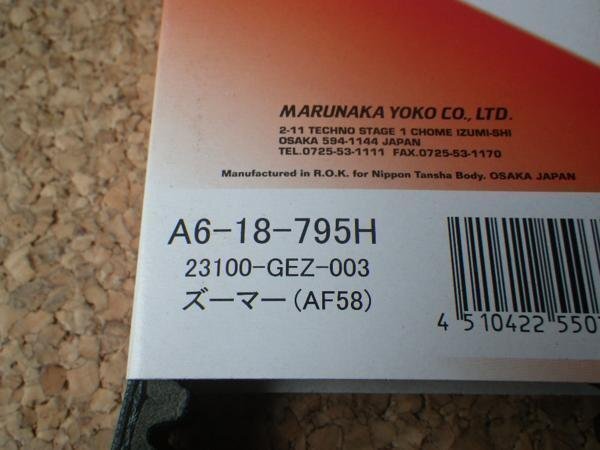 MARUNAKA YOKO CO., LTD.
2-11 TECHNO STAGE 1 CHOME IZUMI-SHI
OSAKA 594-1144 JAPAN
TEL.0725-53-1111 FAX.0725-53-1170
Manufactured in R.O.K. for Nippon Tansha Body. OSAKA JAPAN
A6-18-795H
23100-GEZ-003
ズーマー(AF58)
4 510422 550